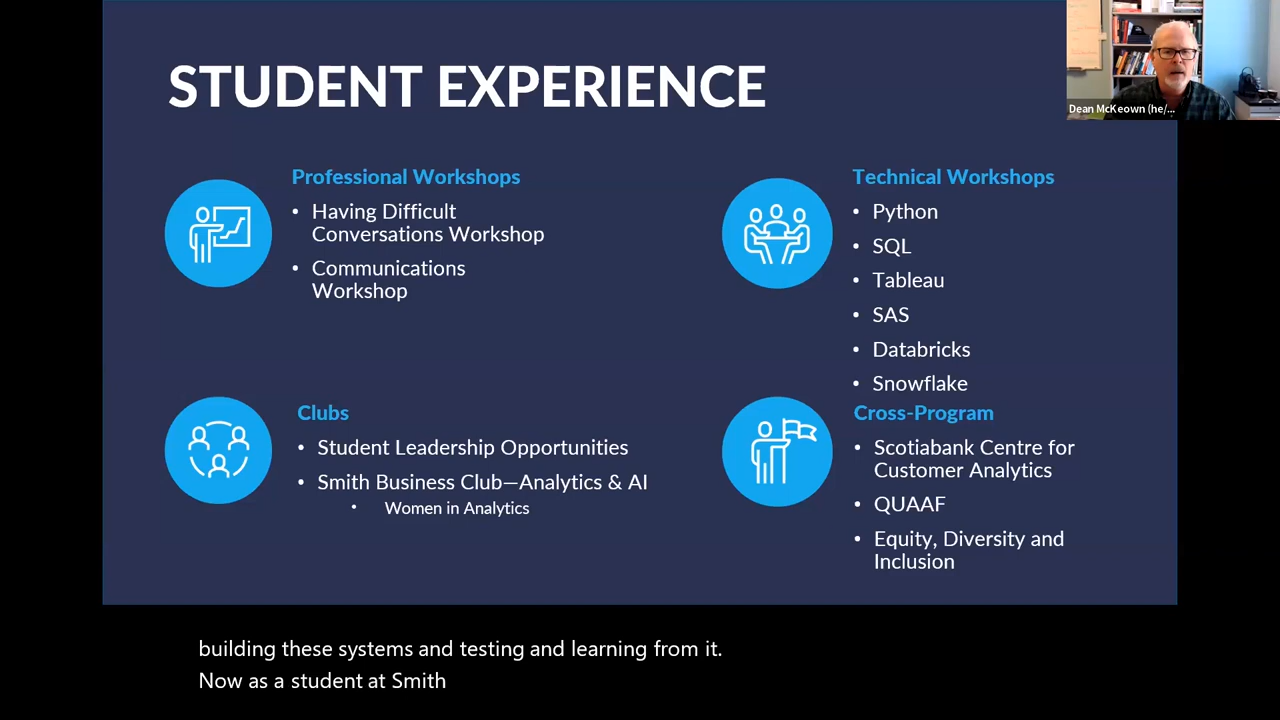 STUDENT EXPERIENCE
Dean McKeown (he/...
Professional Workshops
• Having Difficult
Conversations Workshop
• Communications
Workshop
Technical Workshops
• Python
• SQL
• Tableau
• SAS
• Databricks
• Snowflake
Clubs
• Student Leadership Opportunities
• Smith Business Club—Analytics & AI
• Women in Analytics
Cross-Program
• Scotiabank Centre for
Customer Analytics
• QUAAF
• Equity, Diversity and
Inclusion
building these systems and testing and learning from it.
Now as a student at Smith